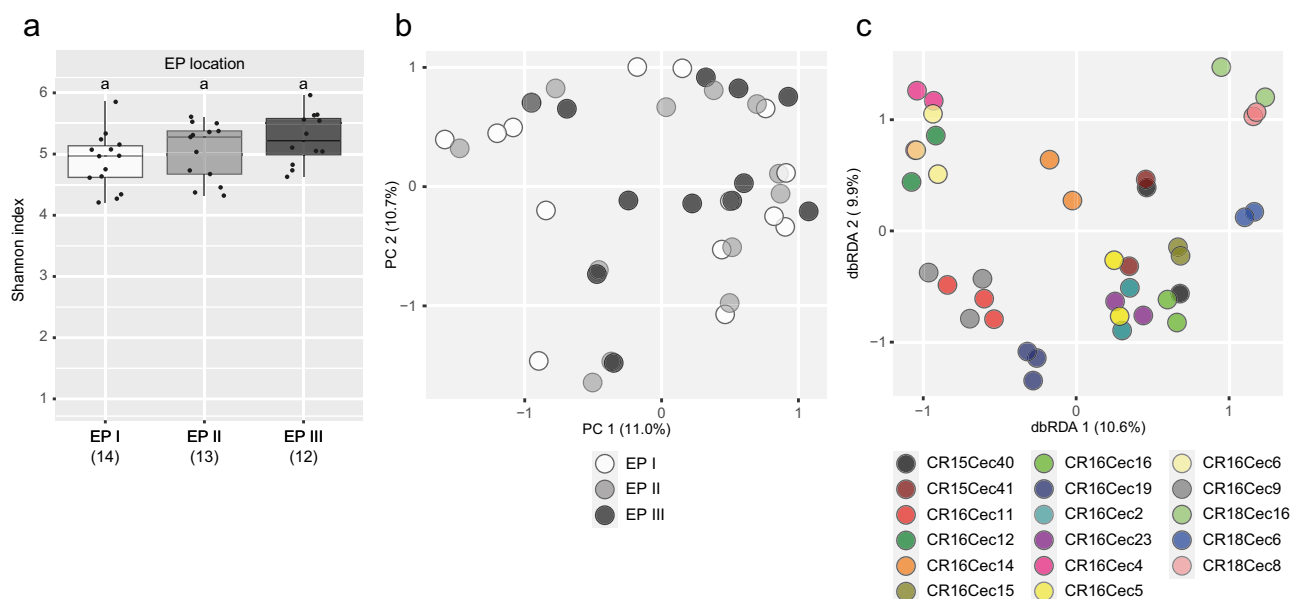 a
EP location
a a a
6
5
4
3
2
1
Shannon index
EP I EP II EP III
(14) (13) (12)
b
1
0
−1
PC 2 (10.7%)
−1 0 1
PC 1 (11.0%)
EP I
EP II
EP III
c
1
0
−1
dbRDA 2 ( 9.9%)
−1 0 1
dbRDA 1 (10.6%)
CR15Cec40 CR16Cec16 CR16Cec6
CR15Cec41 CR16Cec19 CR16Cec9
CR16Cec11 CR16Cec2 CR18Cec16
CR16Cec12 CR16Cec23 CR18Cec6
CR16Cec14 CR16Cec4 CR18Cec8
CR16Cec15 CR16Cec5